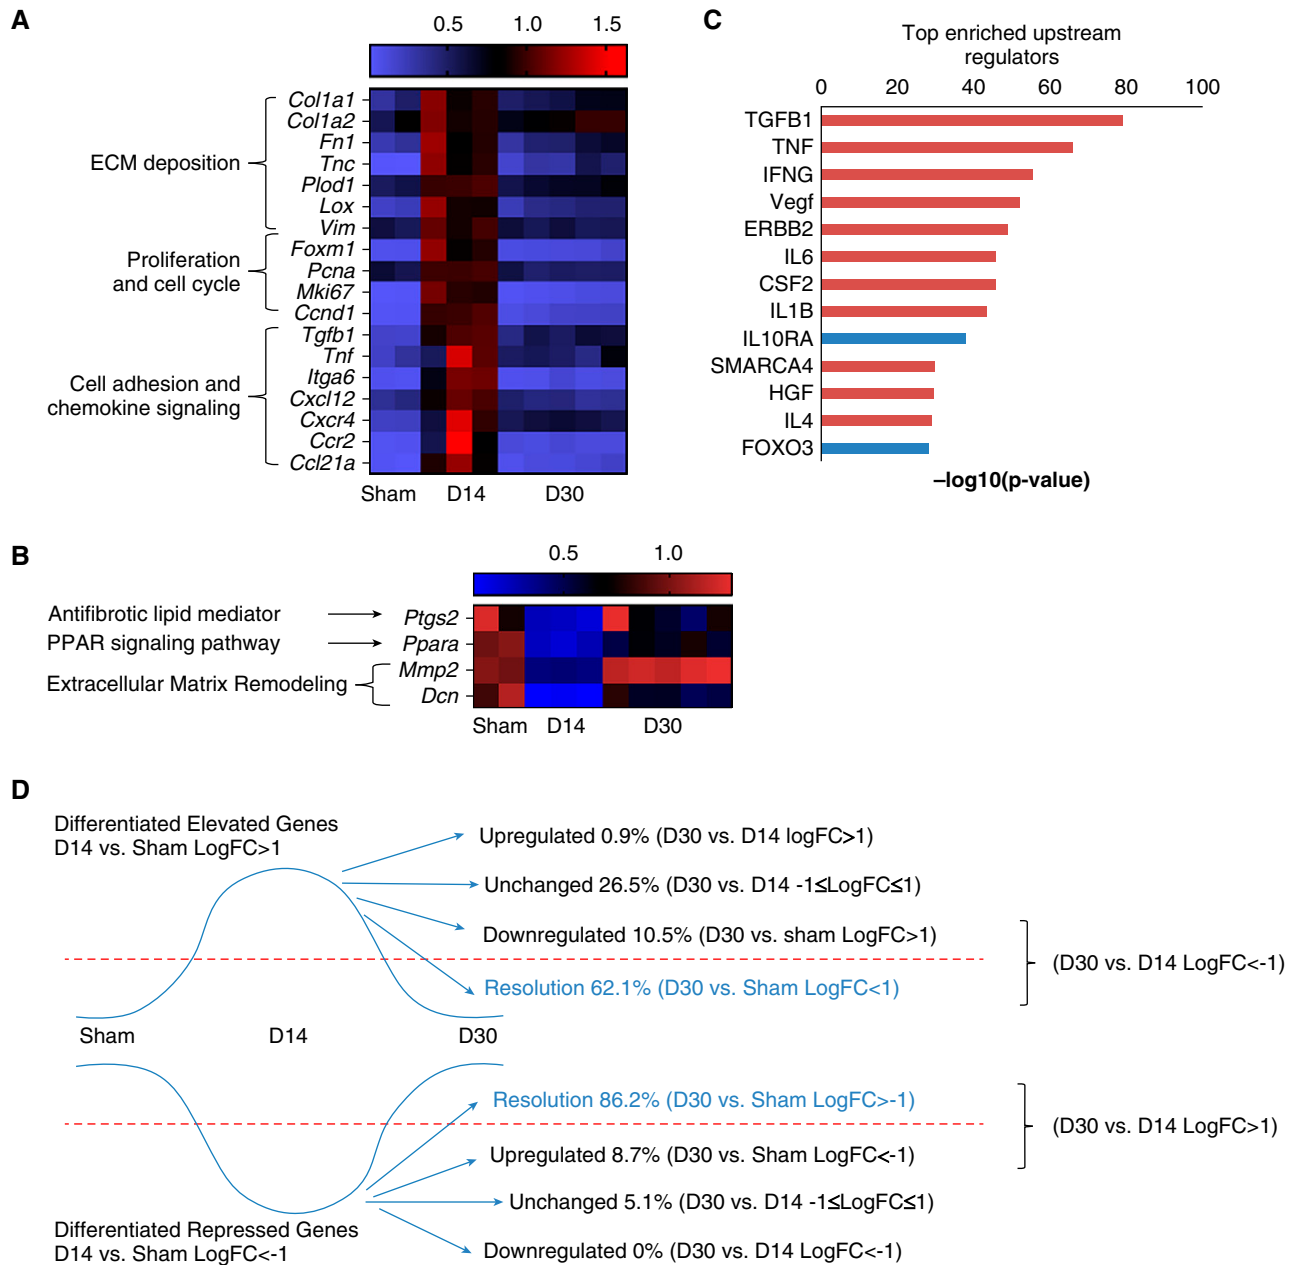 A
0.5 1.0 1.5
Col1a1
Col1a2
Fn1
Tnc
Plod1
Lox
Vim
Foxm1
Pcna
Mki67
Ccnd1
Tgfb1
Tnf
Itga6
Cxcl12
Cxcr4
Ccr2
Ccl21a
ECM deposition
Proliferation
and cell cycle
Cell adhesion and
chemokine signaling
Sham D14 D30
C
Top enriched upstream
regulators
0 20 40 60 80 100
TGFB1
TNF
IFNG
Vegf
ERBB2
IL6
CSF2
IL1B
IL10RA
SMARCA4
HGF
IL4
FOXO3
–log10(p-value)
B
0.5 1.0
Antifibrotic lipid mediator
PPAR signaling pathway
Extracellular Matrix Remodeling
Ptgs2
Ppara
Mmp2
Dcn
Sham D14 D30
D
Differentiated Elevated Genes
D14 vs. Sham LogFC>1
Upregulated 0.9% (D30 vs. D14 logFC>1)
Unchanged 26.5% (D30 vs. D14 -1≤LogFC≤1)
Downregulated 10.5% (D30 vs. sham LogFC>1)
Resolution 62.1% (D30 vs. Sham LogFC<1)
(D30 vs. D14 LogFC<-1)
Sham D14 D30
Resolution 86.2% (D30 vs. Sham LogFC>-1)
Upregulated 8.7% (D30 vs. Sham LogFC<-1)
(D30 vs. D14 LogFC>1)
Unchanged 5.1% (D30 vs. D14 -1≤LogFC≤1)
Downregulated 0% (D30 vs. D14 LogFC<-1)
Differentiated Repressed Genes
D14 vs. Sham LogFC<-1